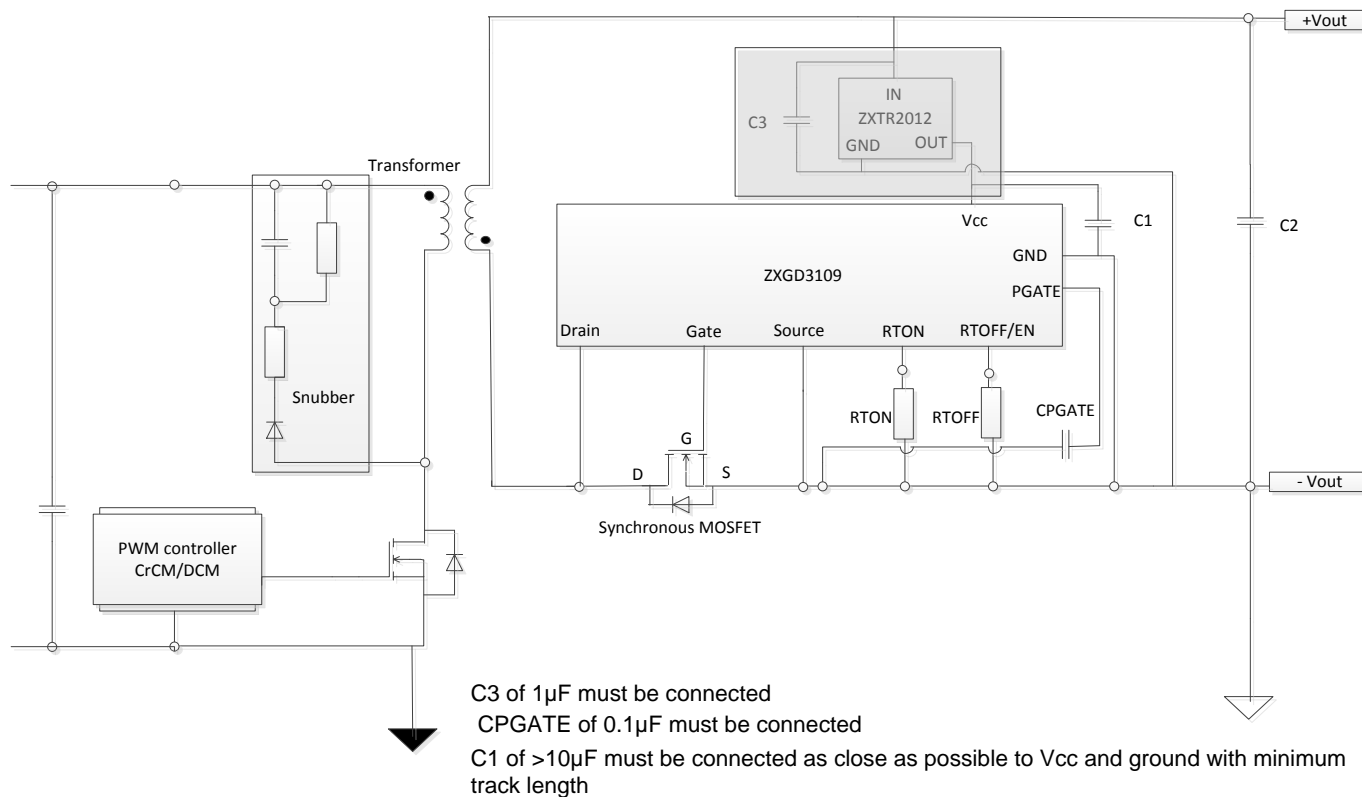 +Vout
IN
ZXTR2012
C3
GND
OUT
Transformer
Vcc
C1
C2
GND
ZXGD3109
PGATE
Drain
Gate
Source
RTON
RTOFF/EN
Snubber
CPGATE
RTON
RTOFF
G
D
S
- Vout
Synchronous MOSFET
PWM controller
CrCM/DCM
C3 of 1µF must be connected
CPGATE of 0.1µF must be connected
C1 of >10µF must be connected as close as possible to Vcc and ground with minimum
track length